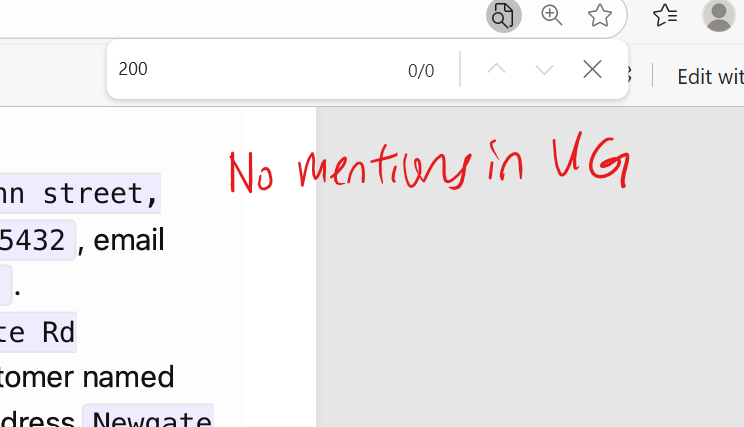 200
0/0
Edit wit
No mentions in UG
nn street,
5432, email
.
te Rd
tomer named
dress Newgate